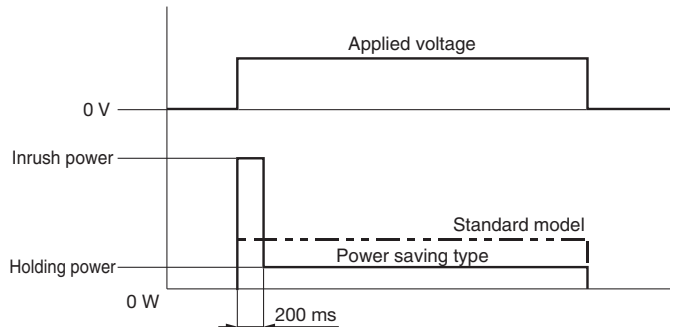 Applied voltage
0 V
Inrush power
Standard model
Holding power
Power saving type
0 W
200 ms